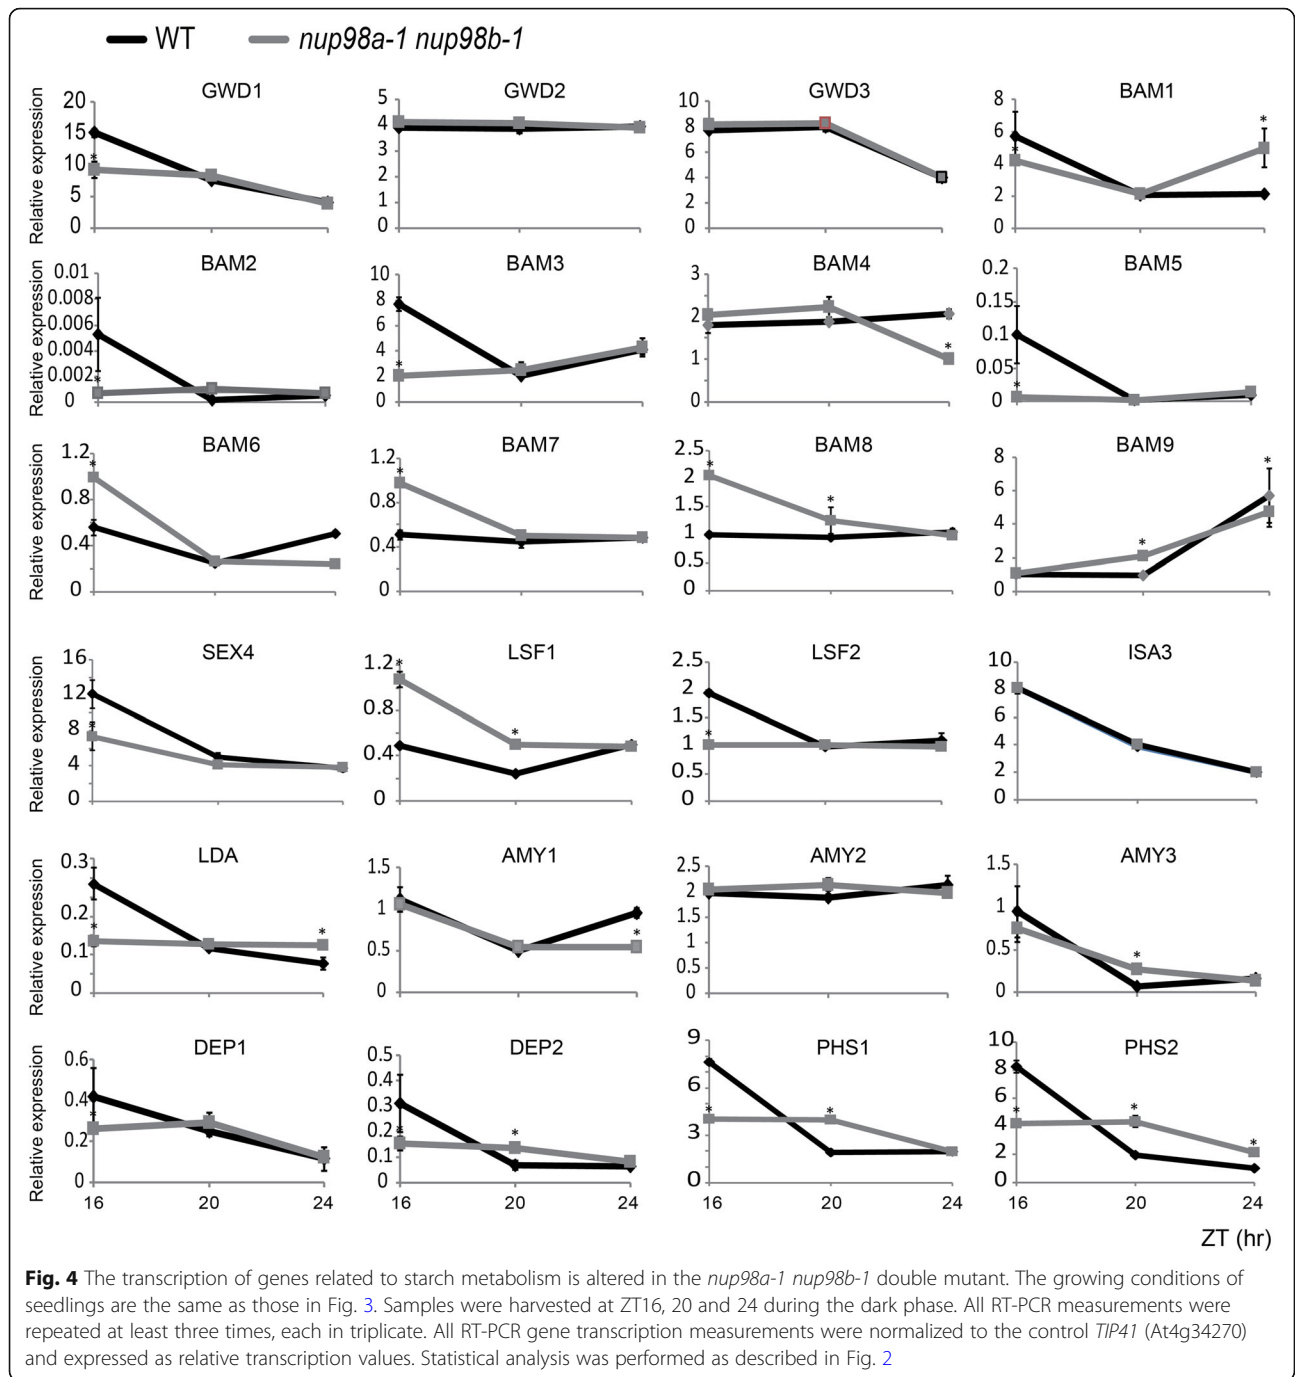 WT nup98a-1 nup98b-1
GWD1 GWD2 GWD3 BAM1
Relative expression
20 15 10 5 0
*
5 4 3 2 1 0
10 8 6 4 2 0
8 6 4 2 0
* *
BAM2 BAM3 BAM4 BAM5
Relative expression
0.01 0.008 0.006 0.004 0.002 0
*
10 8 6 4 2 0
*
3 2 1 0
*
0.2 0.15 0.1 0.05 0
*
BAM6 BAM7 BAM8 BAM9
Relative expression
1.2 0.8 0.4 0
*
1.2 0.8 0.4 0
*
2.5 2 1.5 1 0.5 0
* *
8 6 4 2 0
* *
SEX4 LSF1 LSF2 ISA3
Relative expression
16 12 8 4 0
*
1.2 0.8 0.4 0
* *
2.5 2 1.5 1 0.5 0
*
10 8 6 4 2 0
LDA AMY1 AMY2 AMY3
Relative expression
0.3 0.2 0.1 0
* *
1.5 1 0.5 0
*
2.5 2 1.5 1 0.5 0
1.5 1 0.5 0
*
DEP1 DEP2 PHS1 PHS2
Relative expression
0.6 0.4 0.2 0
*
0.5 0.4 0.3 0.2 0.1 0
* *
9 6 3 0
* *
10 8 6 4 2 0
* * *
16 20 24 16 20 24 16 20 24 16 20 24
ZT (hr)
Fig. 4 The transcription of genes related to starch metabolism is altered in the nup98a-1 nup98b-1 double mutant. The growing conditions of
seedlings are the same as those in Fig. 3. Samples were harvested at ZT16, 20 and 24 during the dark phase. All RT-PCR measurements were
repeated at least three times, each in triplicate. All RT-PCR gene transcription measurements were normalized to the control TIP41 (At4g34270)
and expressed as relative transcription values. Statistical analysis was performed as described in Fig. 2